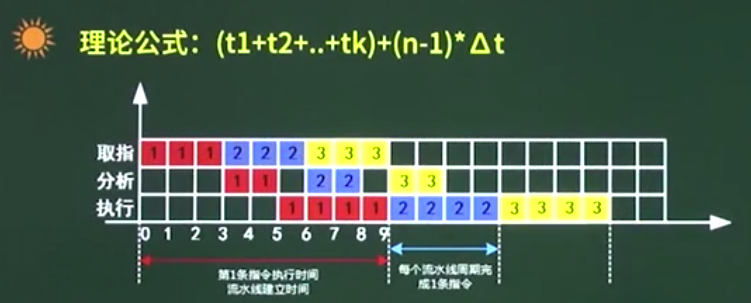 理论公式：(t1+t2+..+tk)+(n-1)*Δt
取指 1 1 1 2 2 2 3 3 3
分析 1 1 2 2 3 3
执行 1 1 1 1 2 2 2 2 3 3 3 3
0 1 2 3 4 5 6 7 8 9
第1条指令执行时间
流水线建立时间
每个流水线周期完
成1条指令